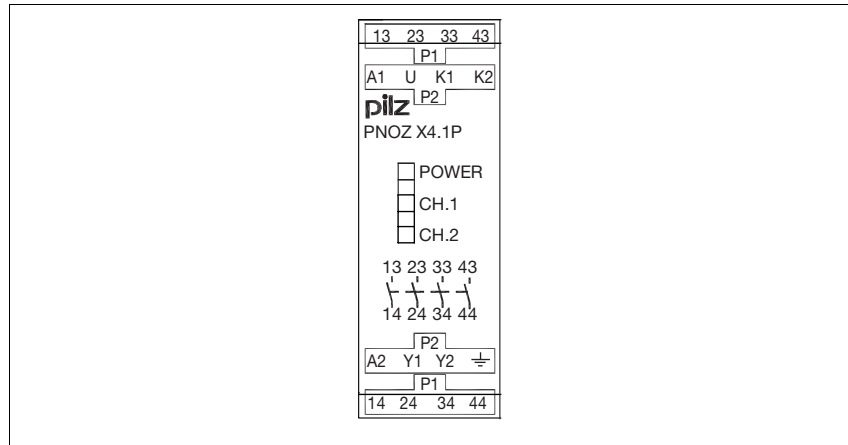 13 23 33 43
P1
A1 U K1 K2
P2
pilz
PNOZ X4.1P
POWER
CH.1
CH.2
13 23 33 43
14 24 34 44
P2
A2 Y1 Y2
P1
14 24 34 44